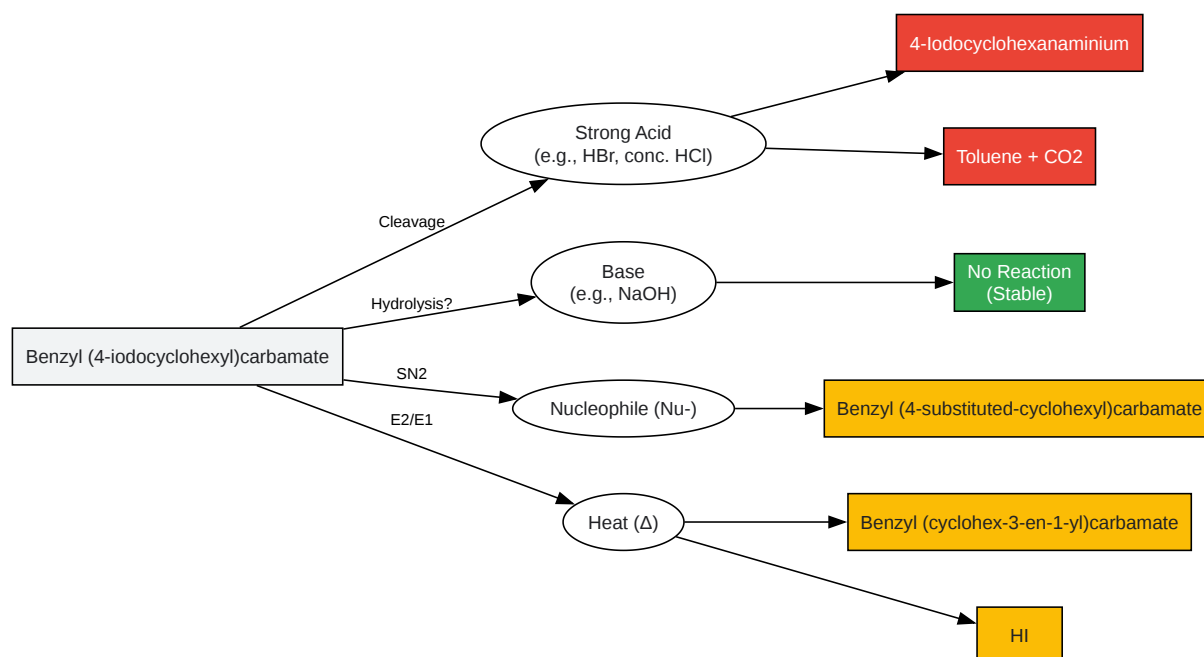 4-Iodocyclohexanaminium
Strong Acid
(e.g., HBr, conc. HCl)
Toluene + CO2
Cleavage
Base
(e.g., NaOH)
No Reaction
(Stable)
Hydrolysis?
Benzyl (4-iodocyclohexyl)carbamate
SN2
Nucleophile (Nu-)
Benzyl (4-substituted-cyclohexyl)carbamate
E2/E1
Heat (Δ)
Benzyl (cyclohex-3-en-1-yl)carbamate
HI